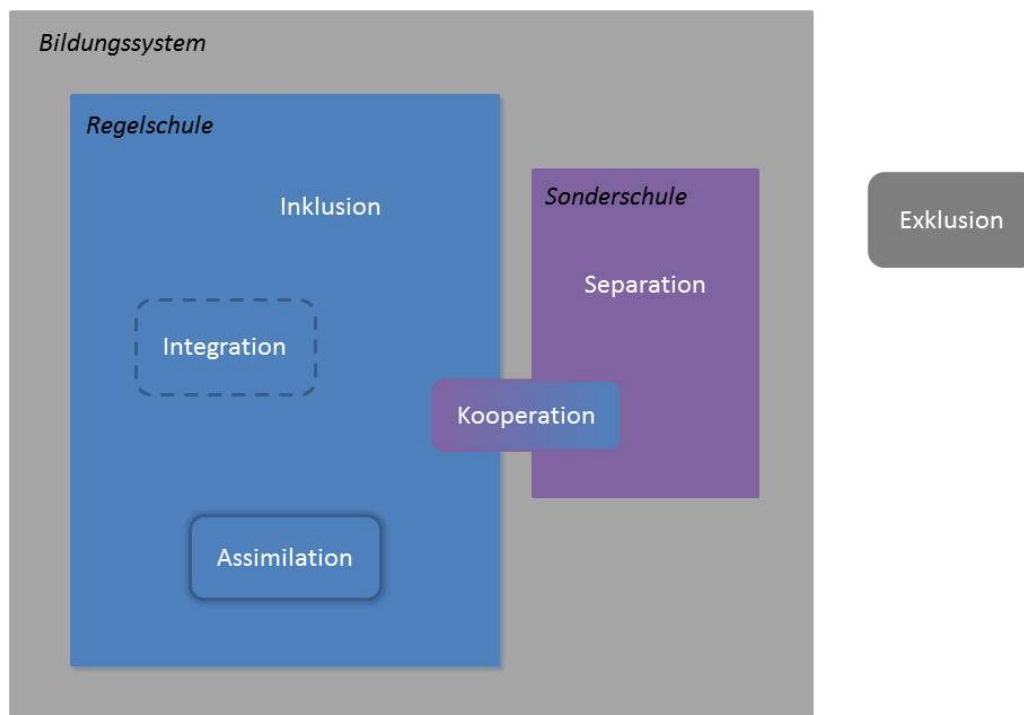 Bildungssystem
Regelschule
Inklusion
Sonderschule
Exklusion
Separation
Integration
Kooperation
Assimilation